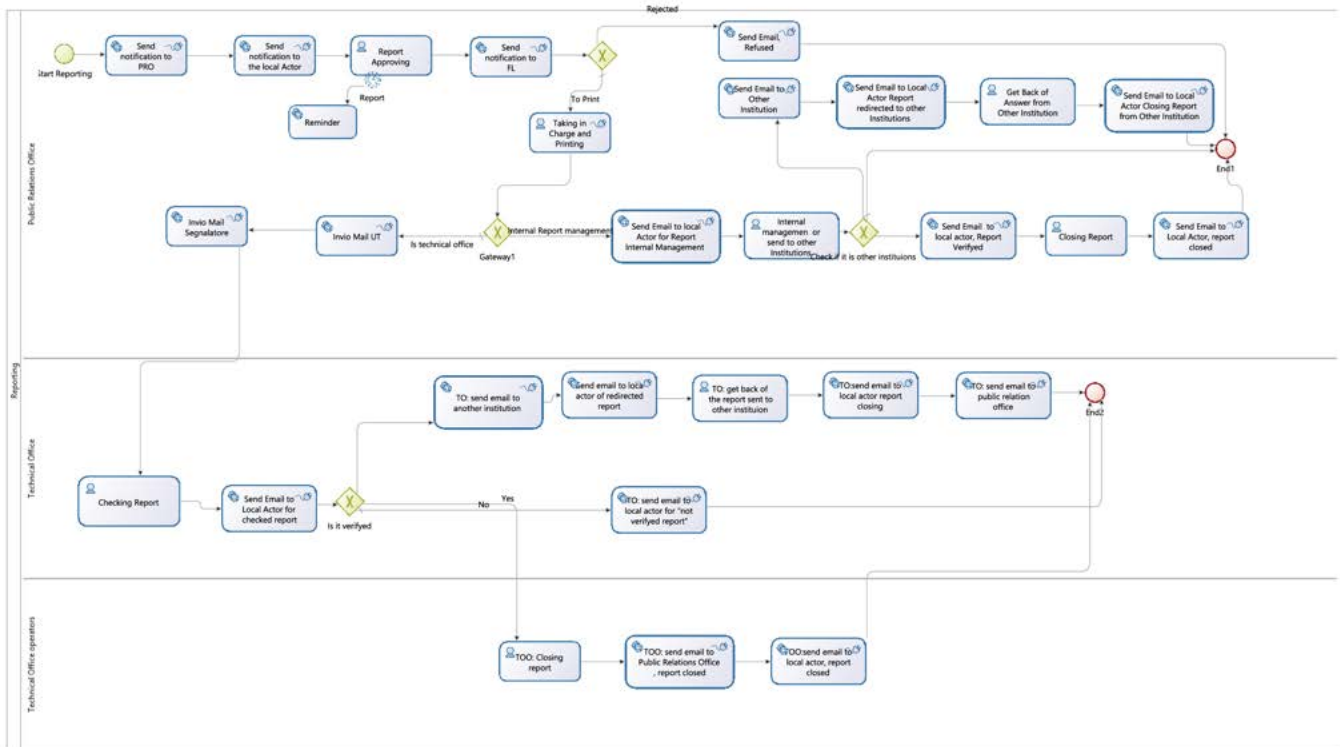 Rejected
Send
notification to
PRO
Send
notification to
the local Actor
Report
Approving
Send
notification to
FL
Send Email,
Refused
Start Reporting
Report
To Print
Reminder
Taking in
Charge and
Printing
Send Email to
Other
Institution
Send Email to Local
Actor Report
redirected to other
Institutions
Get Back of
Answer from
Other Institution
Send Email to Local
Actor Closing Report
from Other Institution
End1
Public Relations Office
Invio Mail
Segnalatore
Invio Mail UT
Is technical office
Gateway1
Internal Report management
Send Email to local
Actor for Report
Internal Management
Internal
managemen or
send to other
Institutions
Check if it is other instituions
Send Email to
local actor, Report
Verifyed
Closing Report
Send Email to
Local Actor, report
closed
Reporting
Technical Office
TO: send email to
another institution
Send email to local
actor of redirected
report
TO: get back of
the report sent to
other instituion
TO:send email to
local actor report
closing
TO: send email to
public relation
office
End2
Checking Report
Send Email to
Local Actor for
checked report
Is it verifyed
Yes
No
TO: send email to
local actor for "not
verifyed report"
Technical Office operators
TOO: Closing
report
TOO: send email to
Public Relations Office
, report closed
TOO:send email to
local actor, report
closed